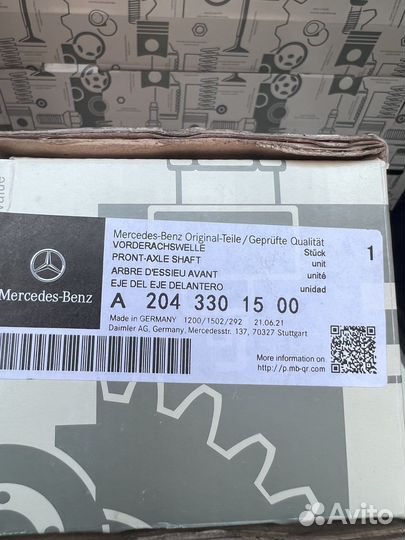 Mercedes-Benz
Mercedes-Benz Original-Teile/Geprüfte Qualität
VORDERACHSWELLE
PRONT-AXLE SHAFT
ARBRE D'ESSIEU AVANT
EJE DEL EJE DELANTERO
Stück
unit
unité
unidad
1
A 204 330 15 00
Made in GERMANY 1200/1502/292 21.06.21
Daimler AG, Germany, Mercedesstr. 137, 70327 Stuttgart
More information on
http://p.mb-qr.com/
Avito